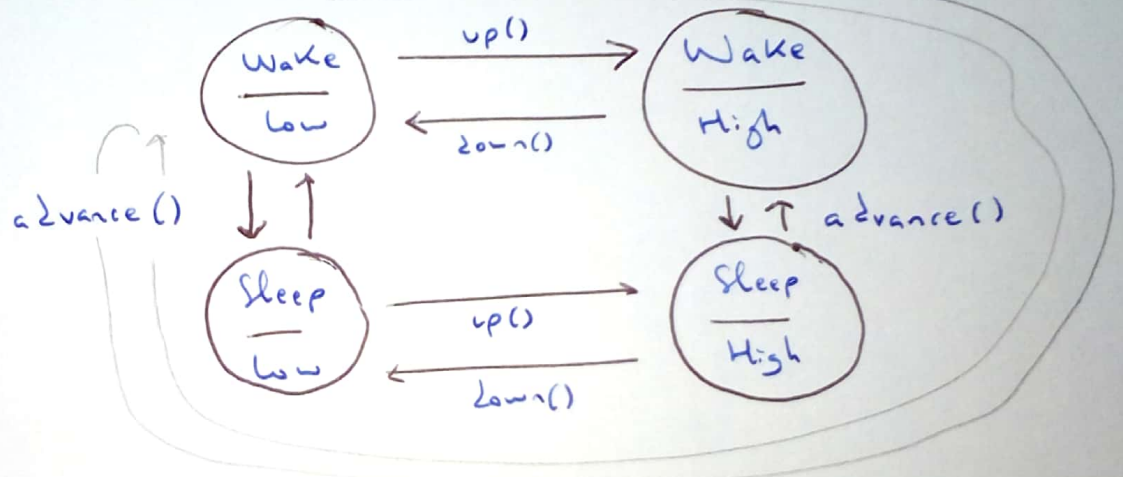 Wake
Low
up()
down()
Wake
High
advance()
advance()
Sleep
Low
up()
down()
Sleep
High